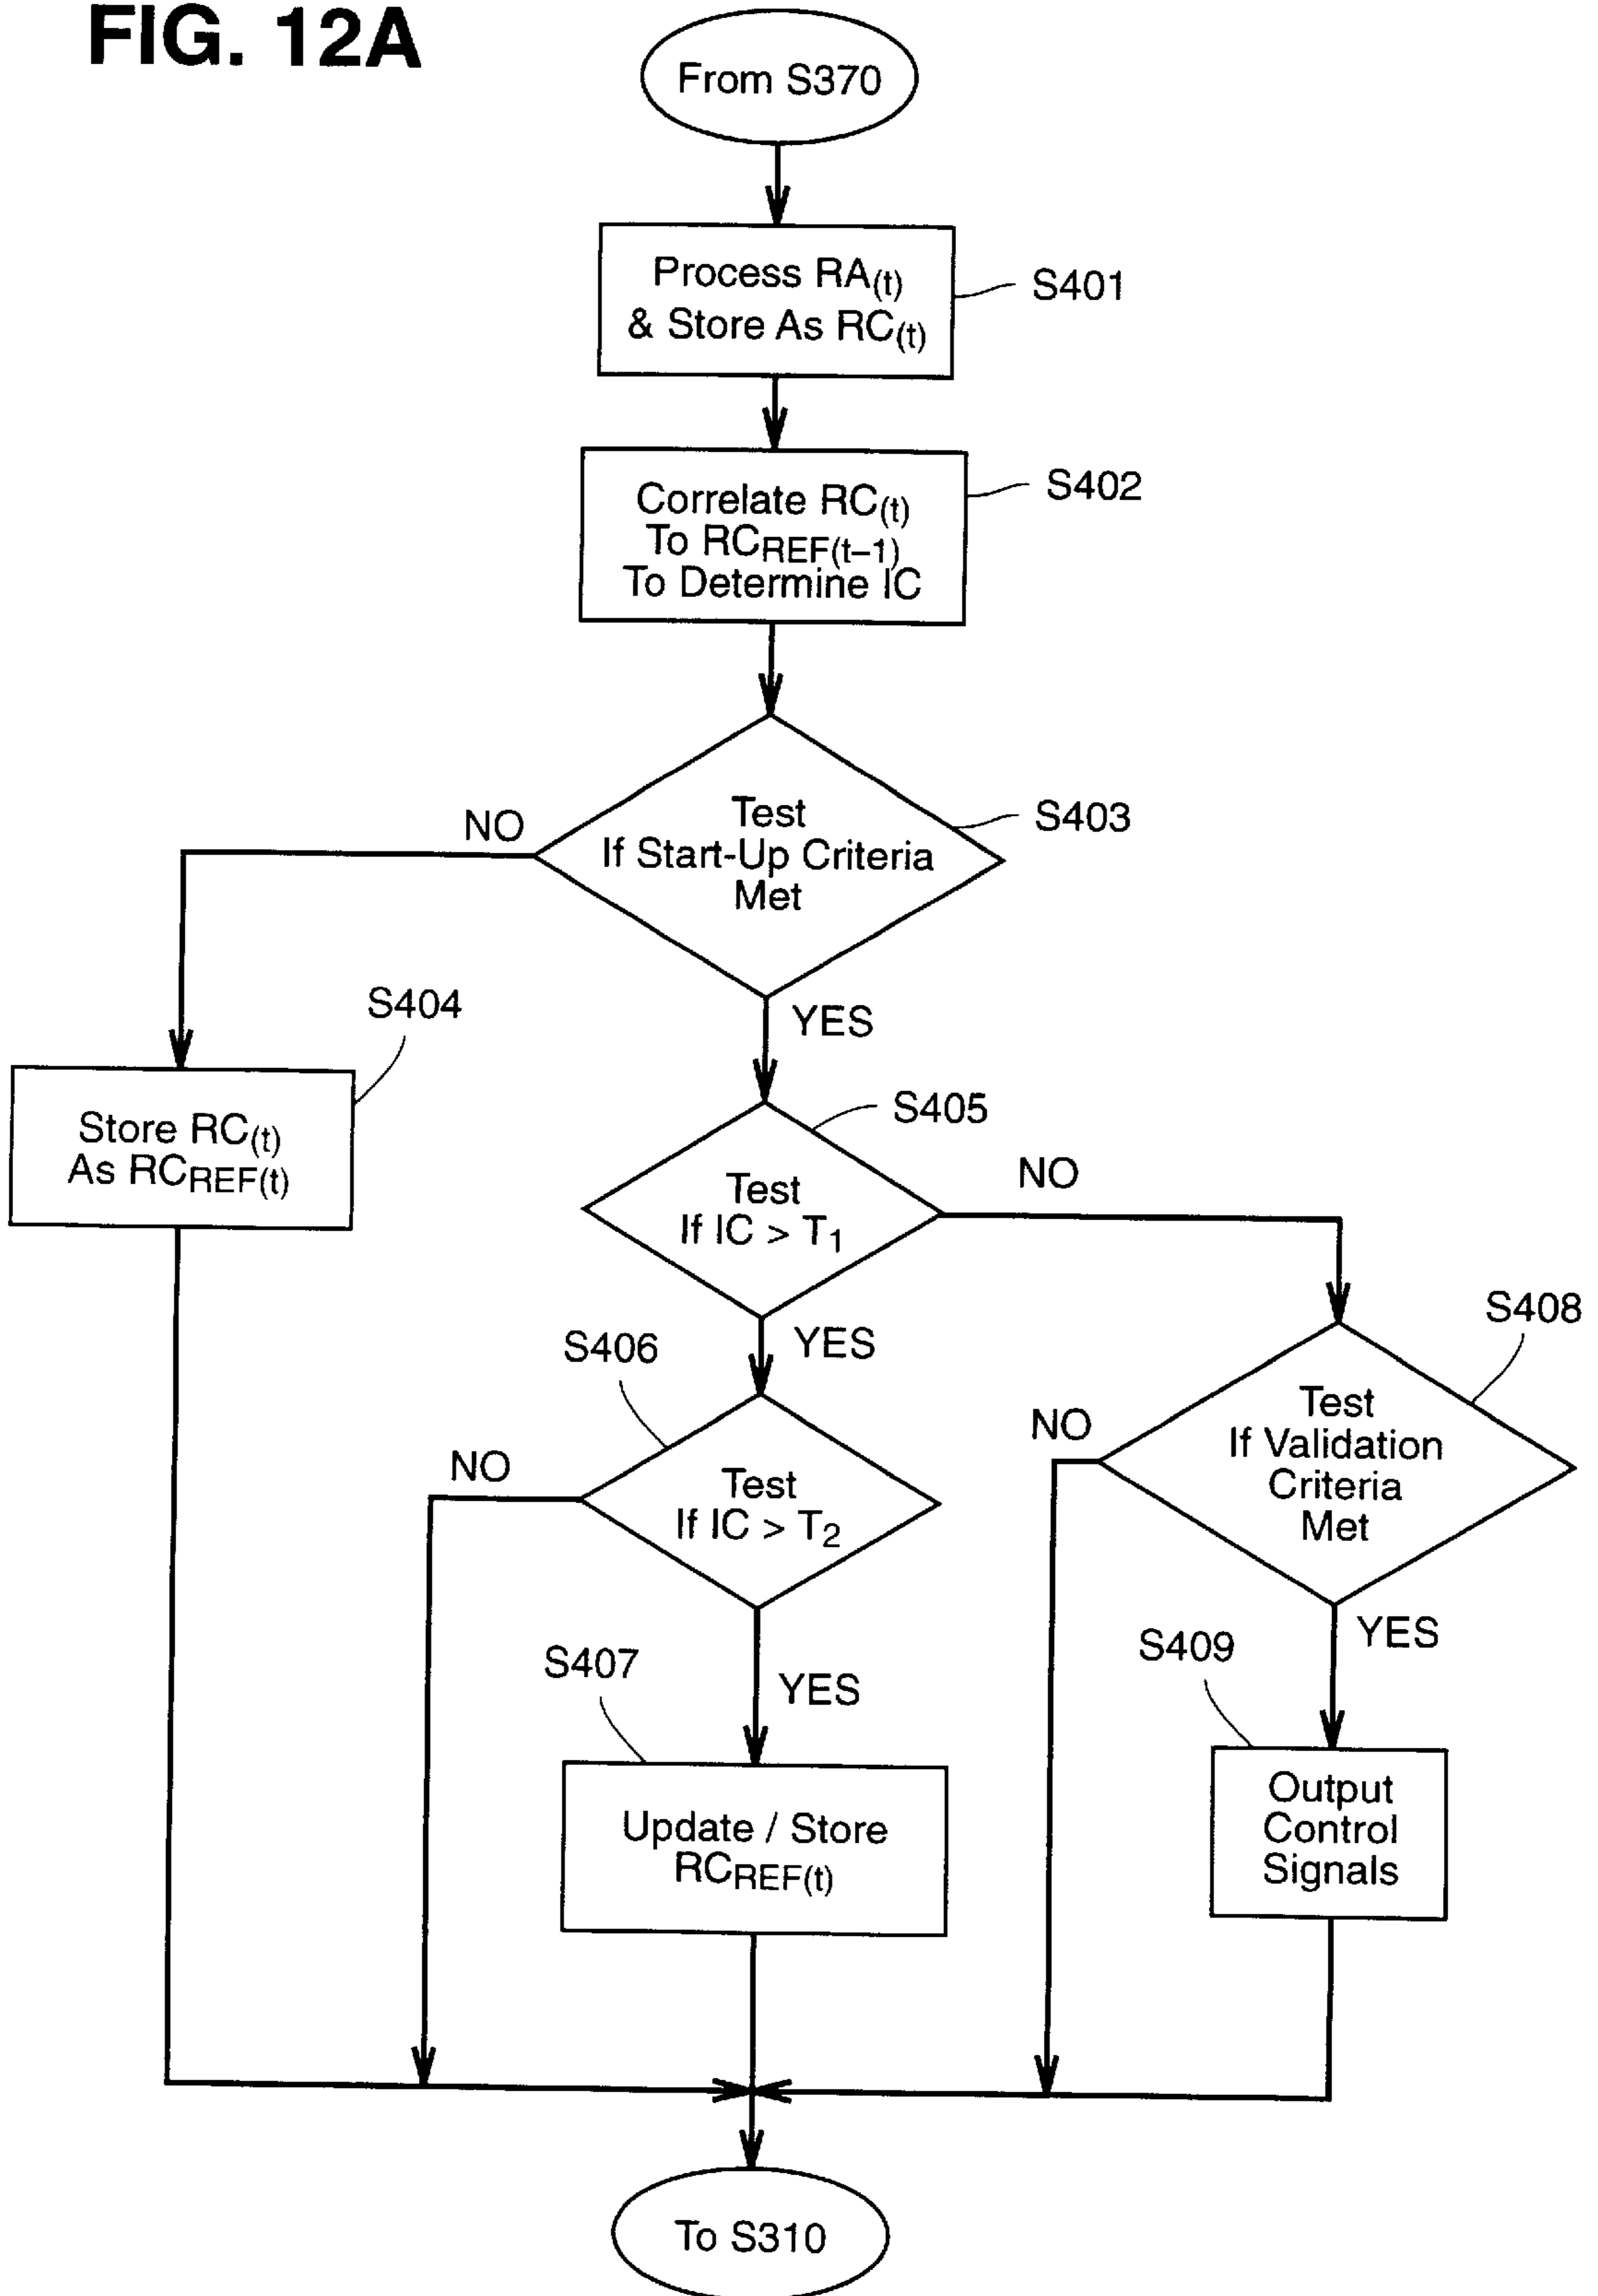 FIG. 12A
From S370
Process RA(t)
& Store As RC(t)
S401
Correlate RC(t)
To RCREF(t–1)
To Determine IC
S402
Test
If Start-Up Criteria
Met
S403
NO
YES
S404
Store RC(t)
As RCREF(t)
S405
Test
If IC > T1
NO
YES
S406
Test
If IC > T2
NO
YES
S408
Test
If Validation
Criteria
Met
NO
YES
S407
Update / Store
RCREF(t)
S409
Output
Control
Signals
To S310